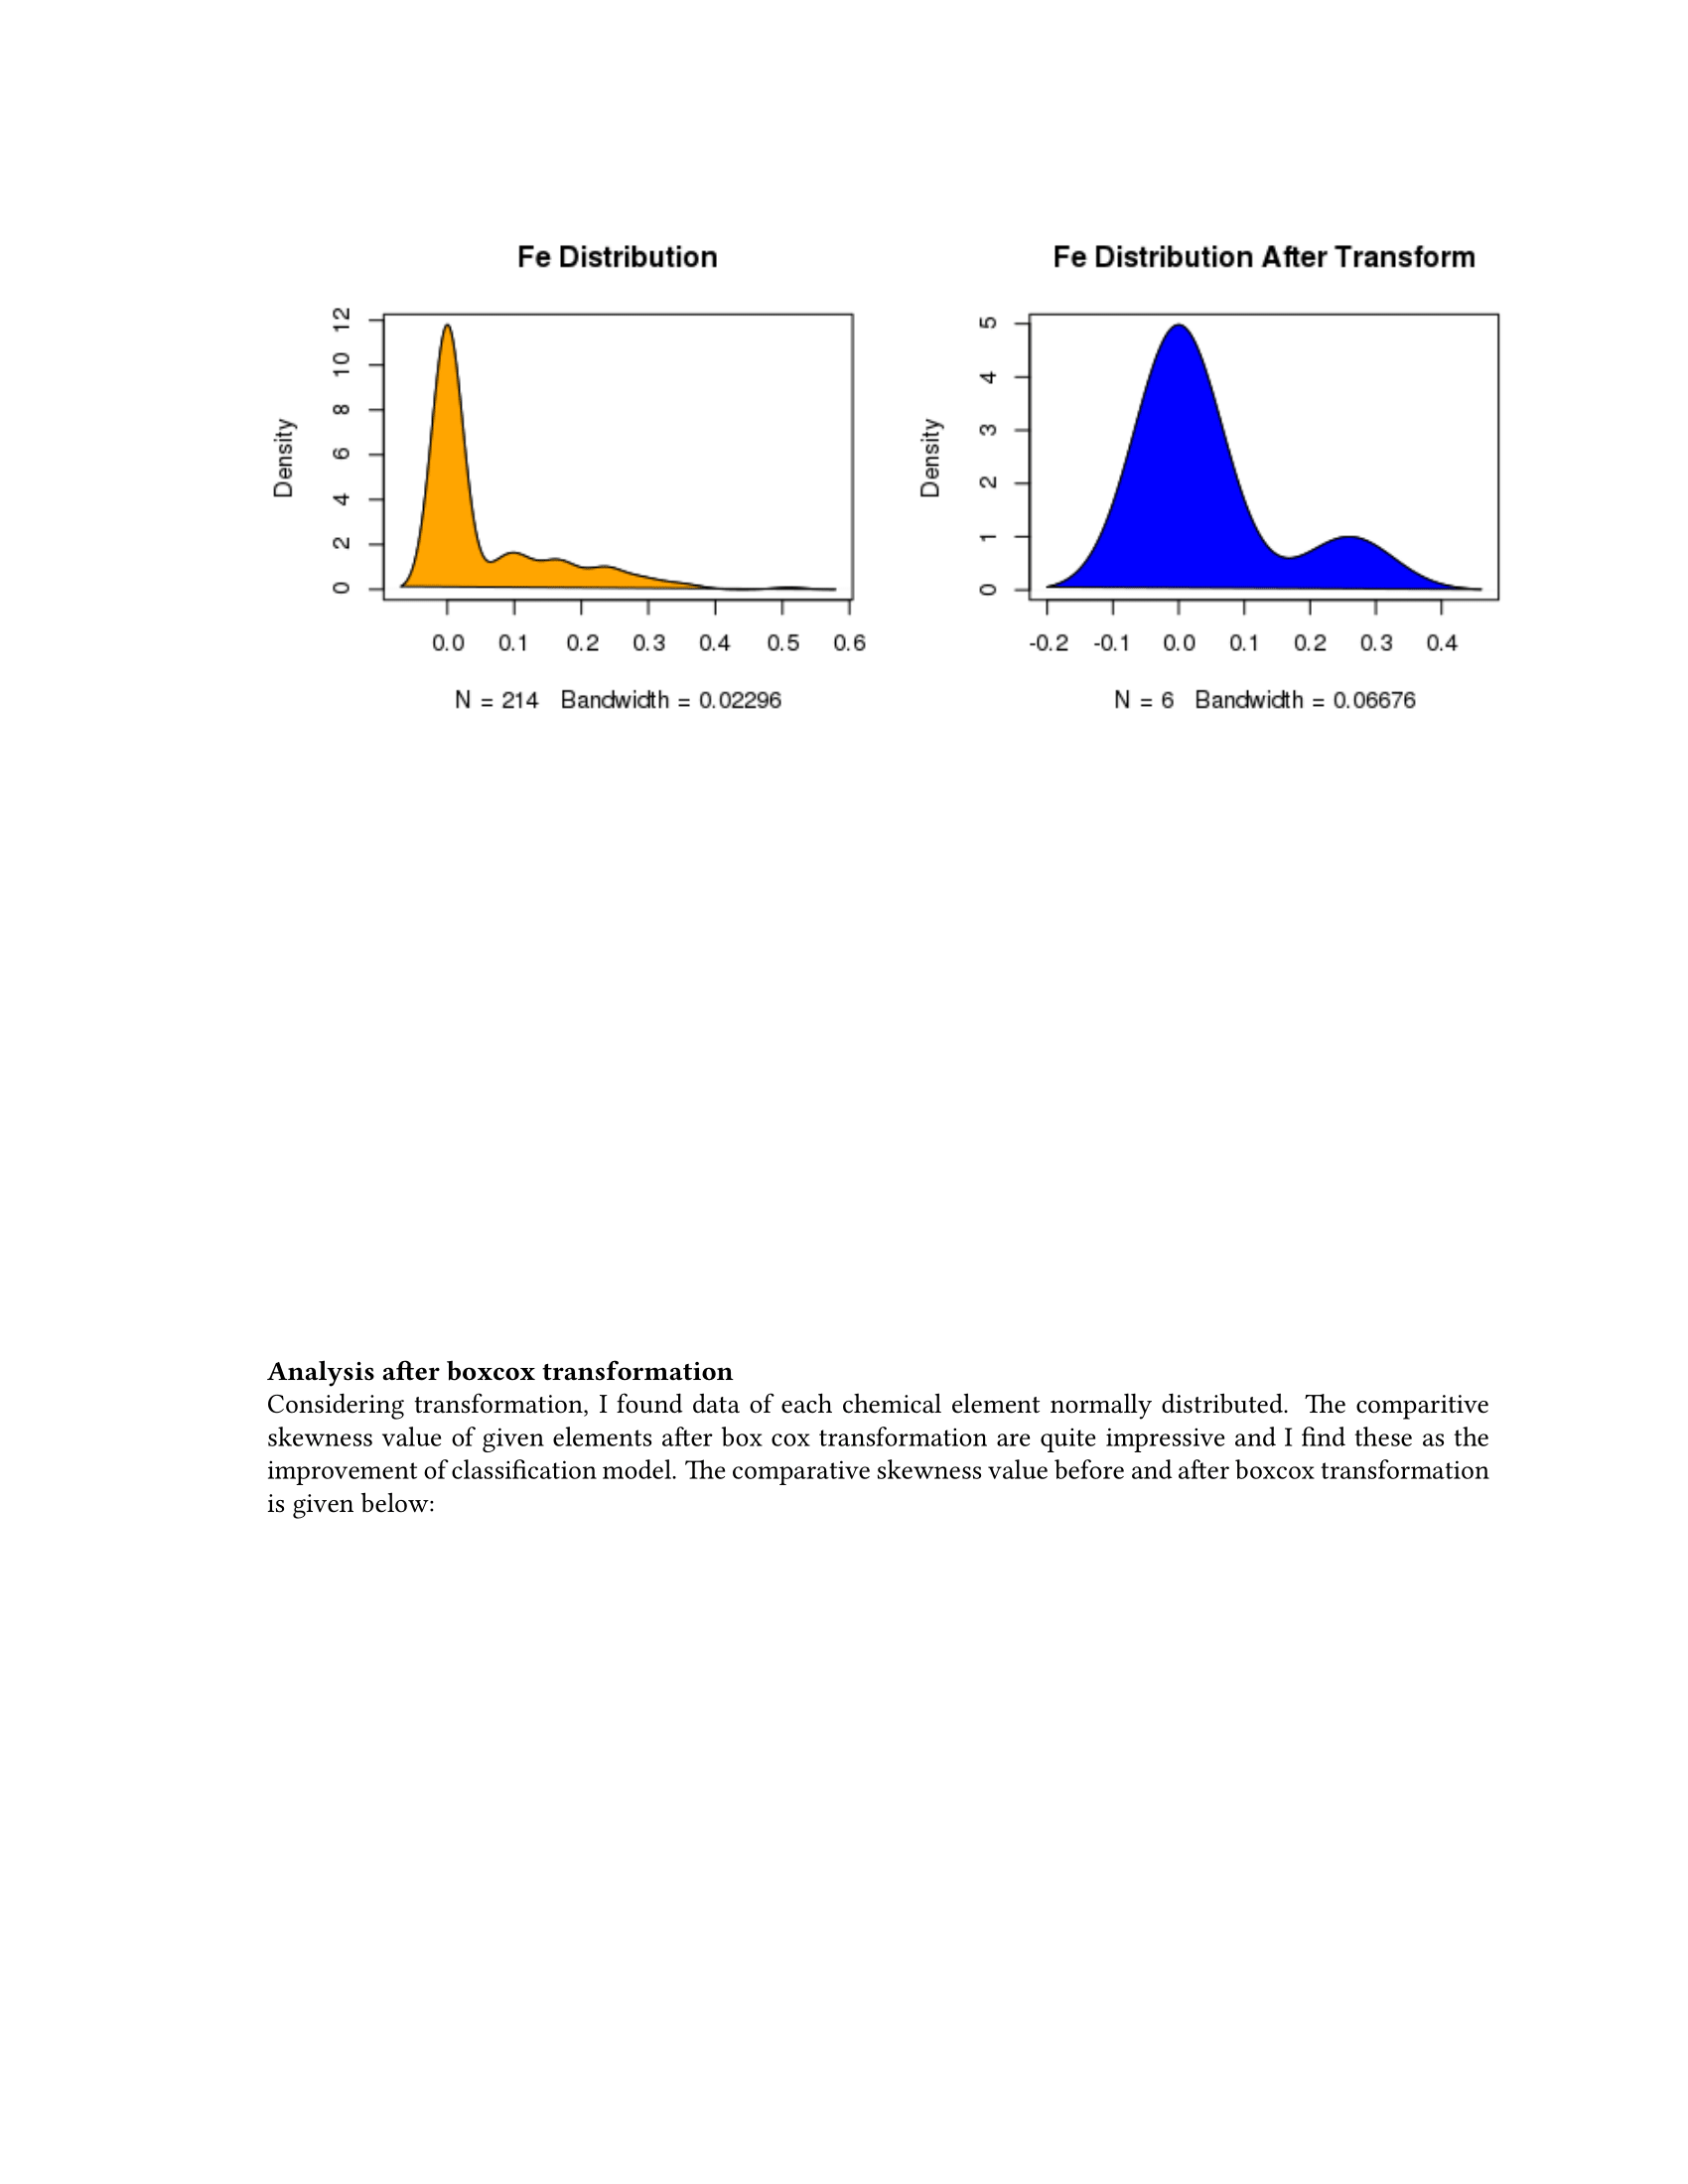 Fe Distribution
12
10
8
6
4
2
0
Density
0.0 0.1 0.2 0.3 0.4 0.5 0.6
N = 214 Bandwidth = 0.02296
Fe Distribution After Transform
5
4
3
2
1
0
Density
-0.2 -0.1 0.0 0.1 0.2 0.3 0.4
N = 6 Bandwidth = 0.06676
Analysis after boxcox transformation
Considering transformation, I found data of each chemical element normally distributed. The comparitive
skewness value of given elements after box cox transformation are quite impressive and I find these as the
improvement of classification model. The comparative skewness value before and after boxcox transformation
is given below: